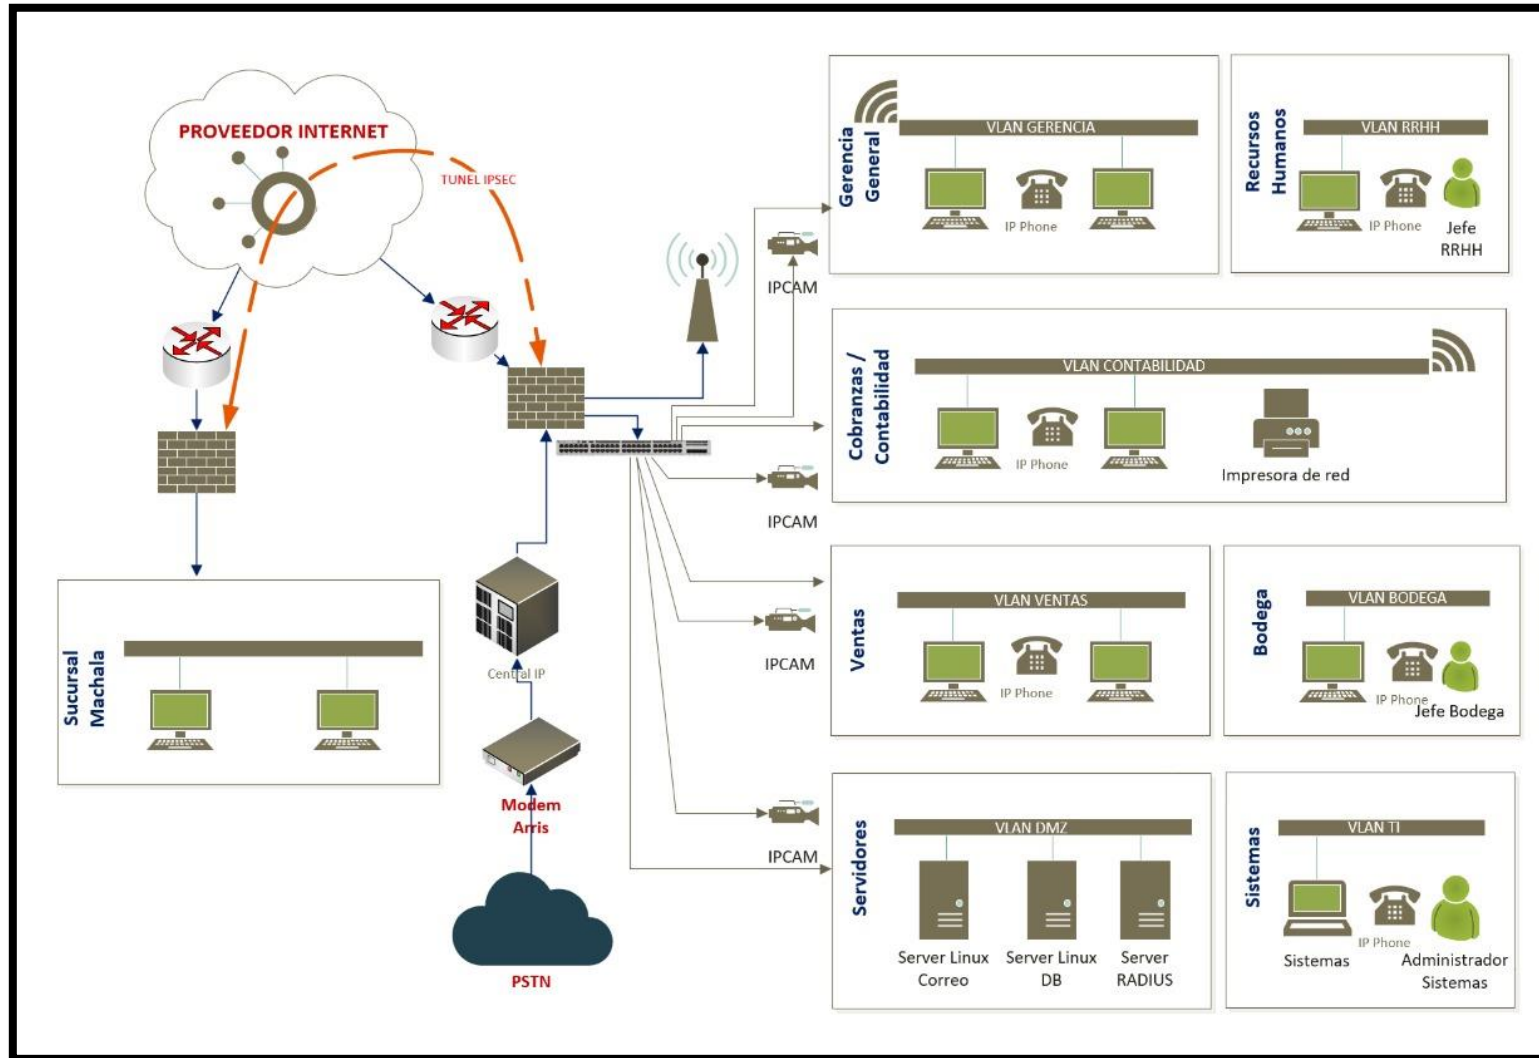 PROVEEDOR INTERNET
TUNEL IPSEC
Gerencia
General
VLAN GERENCIA
IP Phone
Recursos
Humanos
VLAN RRHH
IP Phone
Jefe
RRHH
IPCAM
Cobranzas /
Contabilidad
VLAN CONTABILIDAD
IP Phone
Impresora de red
IPCAM
Ventas
VLAN VENTAS
IP Phone
Bodega
VLAN BODEGA
IP Phone
Jefe Bodega
IPCAM
Sucursal
Machala
Central IP
Modem
Arris
PSTN
IPCAM
Servidores
VLAN DMZ
Server Linux
Correo
Server Linux
DB
Server
RADIUS
Sistemas
VLAN TI
IP Phone
Sistemas
Administrador
Sistemas